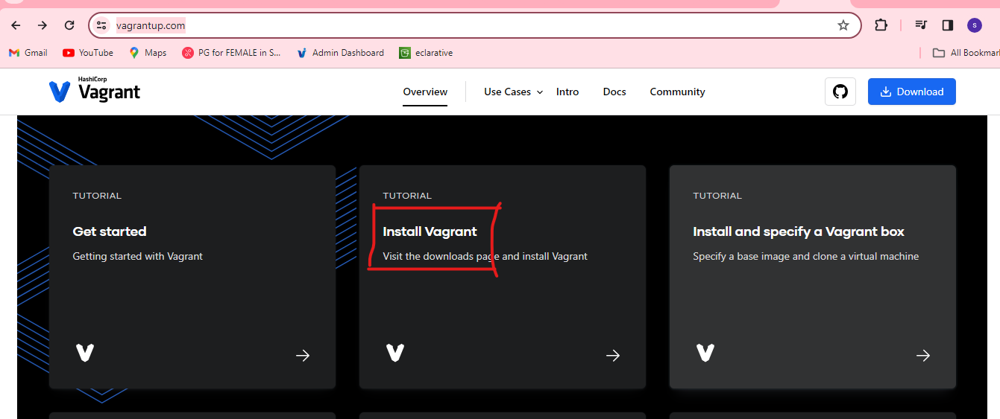 vagrantup.com
S
Gmail YouTube Maps PG for FEMALE in S... Admin Dashboard eclarative All Bookmar
HashiCorp
Vagrant
Overview Use Cases Intro Docs Community Download
TUTORIAL
Get started
Getting started with Vagrant
TUTORIAL
Install Vagrant
Visit the downloads page and install Vagrant
TUTORIAL
Install and specify a Vagrant box
Specify a base image and clone a virtual machine